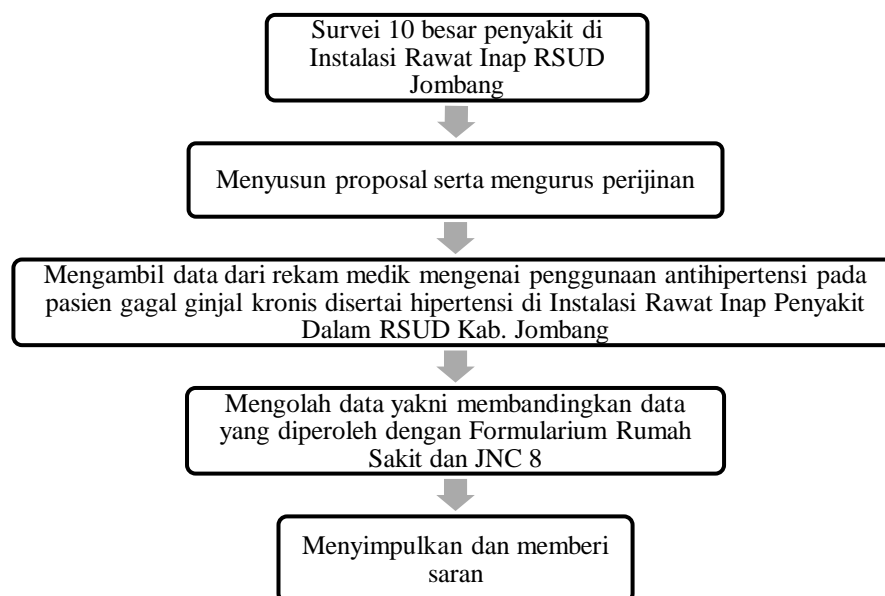 Survei 10 besar penyakit di
Instalasi Rawat Inap RSUD
Jombang
Menyusun proposal serta mengurus perijinan
Mengambil data dari rekam medik mengenai penggunaan antihipertensi pada
pasien gagal ginjal kronis disertai hipertensi di Instalasi Rawat Inap Penyakit
Dalam RSUD Kab. Jombang
Mengolah data yakni membandingkan data
yang diperoleh dengan Formularium Rumah
Sakit dan JNC 8
Menyimpulkan dan memberi
saran